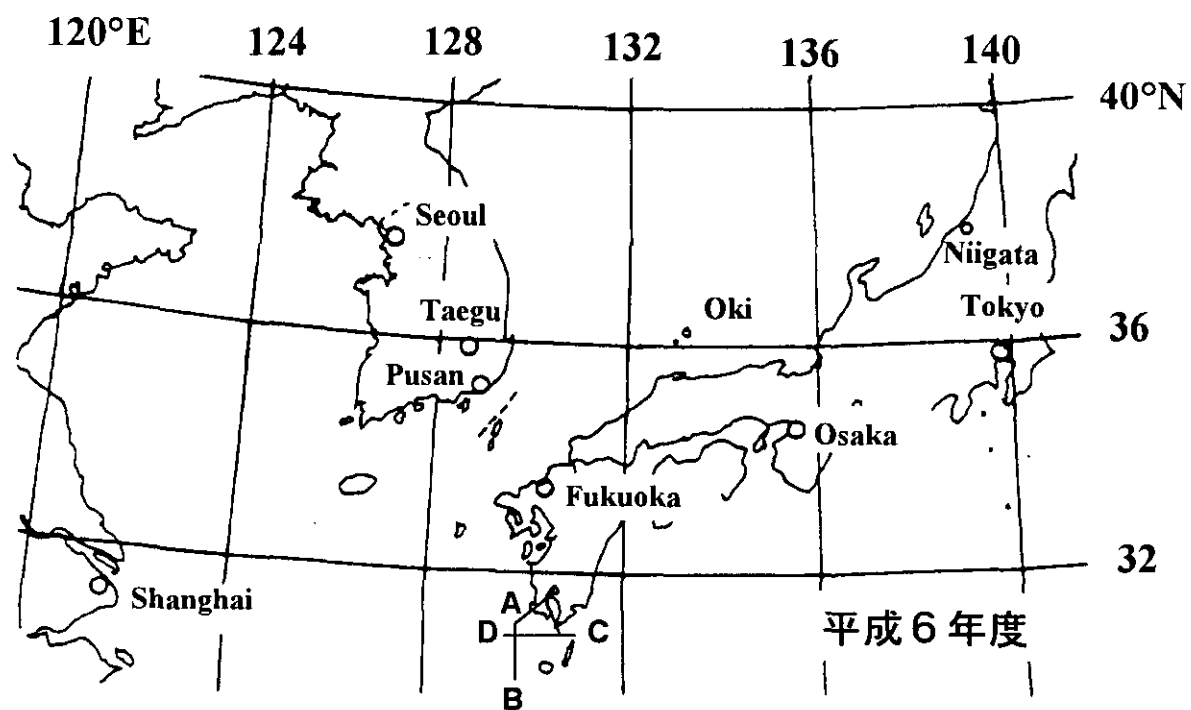 120°E 124 128 132 136 140
40°N
Seoul
Niigata
Taegu Oki Tokyo
36
Pusan
Osaka
Fukuoka
32
Shanghai
A
D C
平成6年度
B